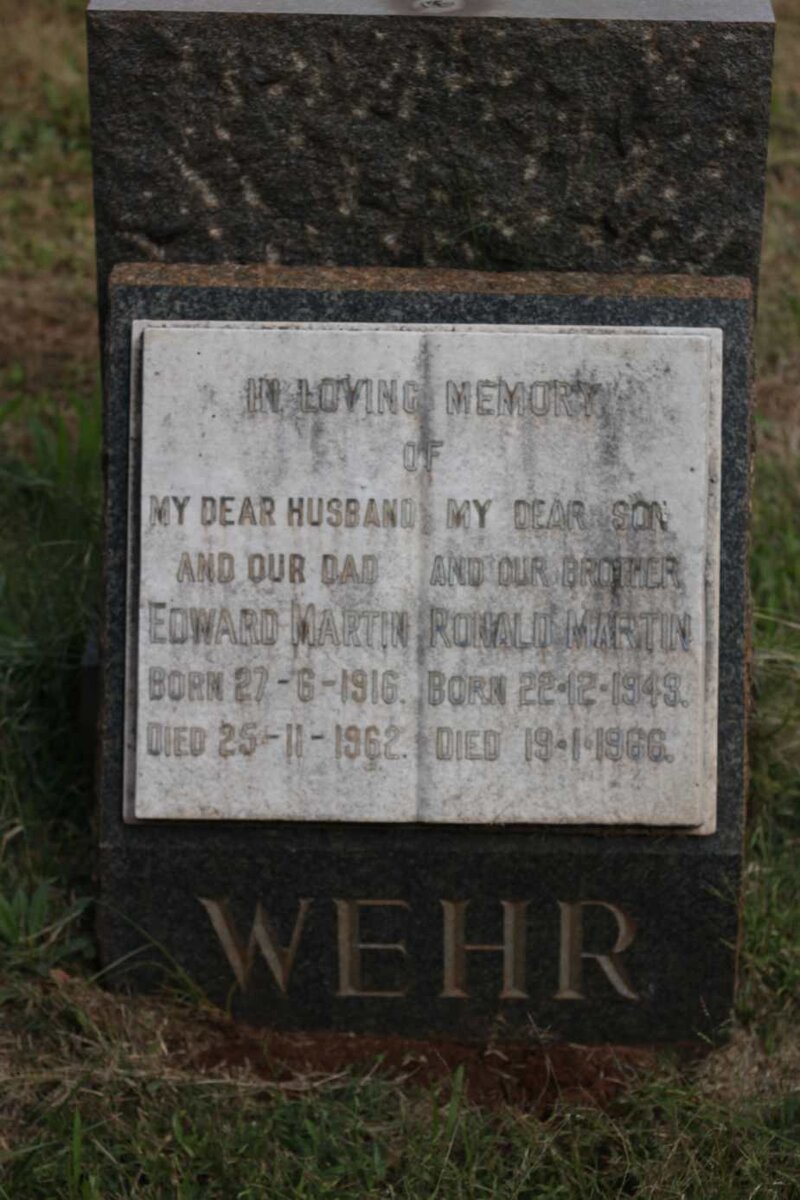 IN LOVING MEMORY
OF
MY DEAR HUSBAND
AND OUR DAD
EDWARD MARTIN
BORN 27-6-1916.
DIED 25-11-1962.
MY DEAR SON
AND OUR BROTHER
RONALD MARTIN
BORN 22·12·1949.
DIED 19·1·1966.
WEHR